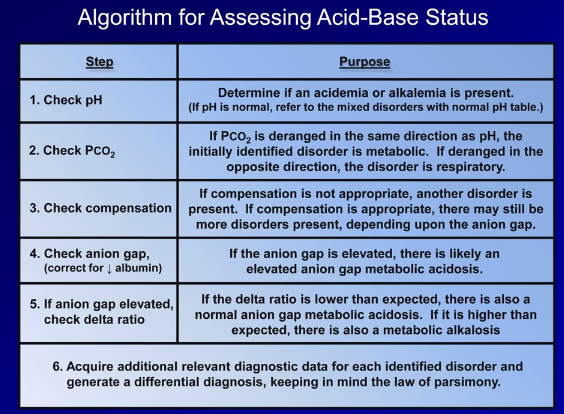 Algorithm for Assessing Acid-Base Status
Step
Purpose
1. Check pH
Determine if an acidemia or alkalemia is present.
(If pH is normal, refer to the mixed disorders with normal pH table.)
2. Check PCO₂
If PCO₂ is deranged in the same direction as pH, the
initially identified disorder is metabolic. If deranged in the
opposite direction, the disorder is respiratory.
3. Check compensation
If compensation is not appropriate, another disorder is
present. If compensation is appropriate, there may still be
more disorders present, depending upon the anion gap.
4. Check anion gap,
(correct for ↓ albumin)
If the anion gap is elevated, there is likely an
elevated anion gap metabolic acidosis.
5. If anion gap elevated,
check delta ratio
If the delta ratio is lower than expected, there is also a
normal anion gap metabolic acidosis. If it is higher than
expected, there is also a metabolic alkalosis
6. Acquire additional relevant diagnostic data for each identified disorder and
generate a differential diagnosis, keeping in mind the law of parsimony.